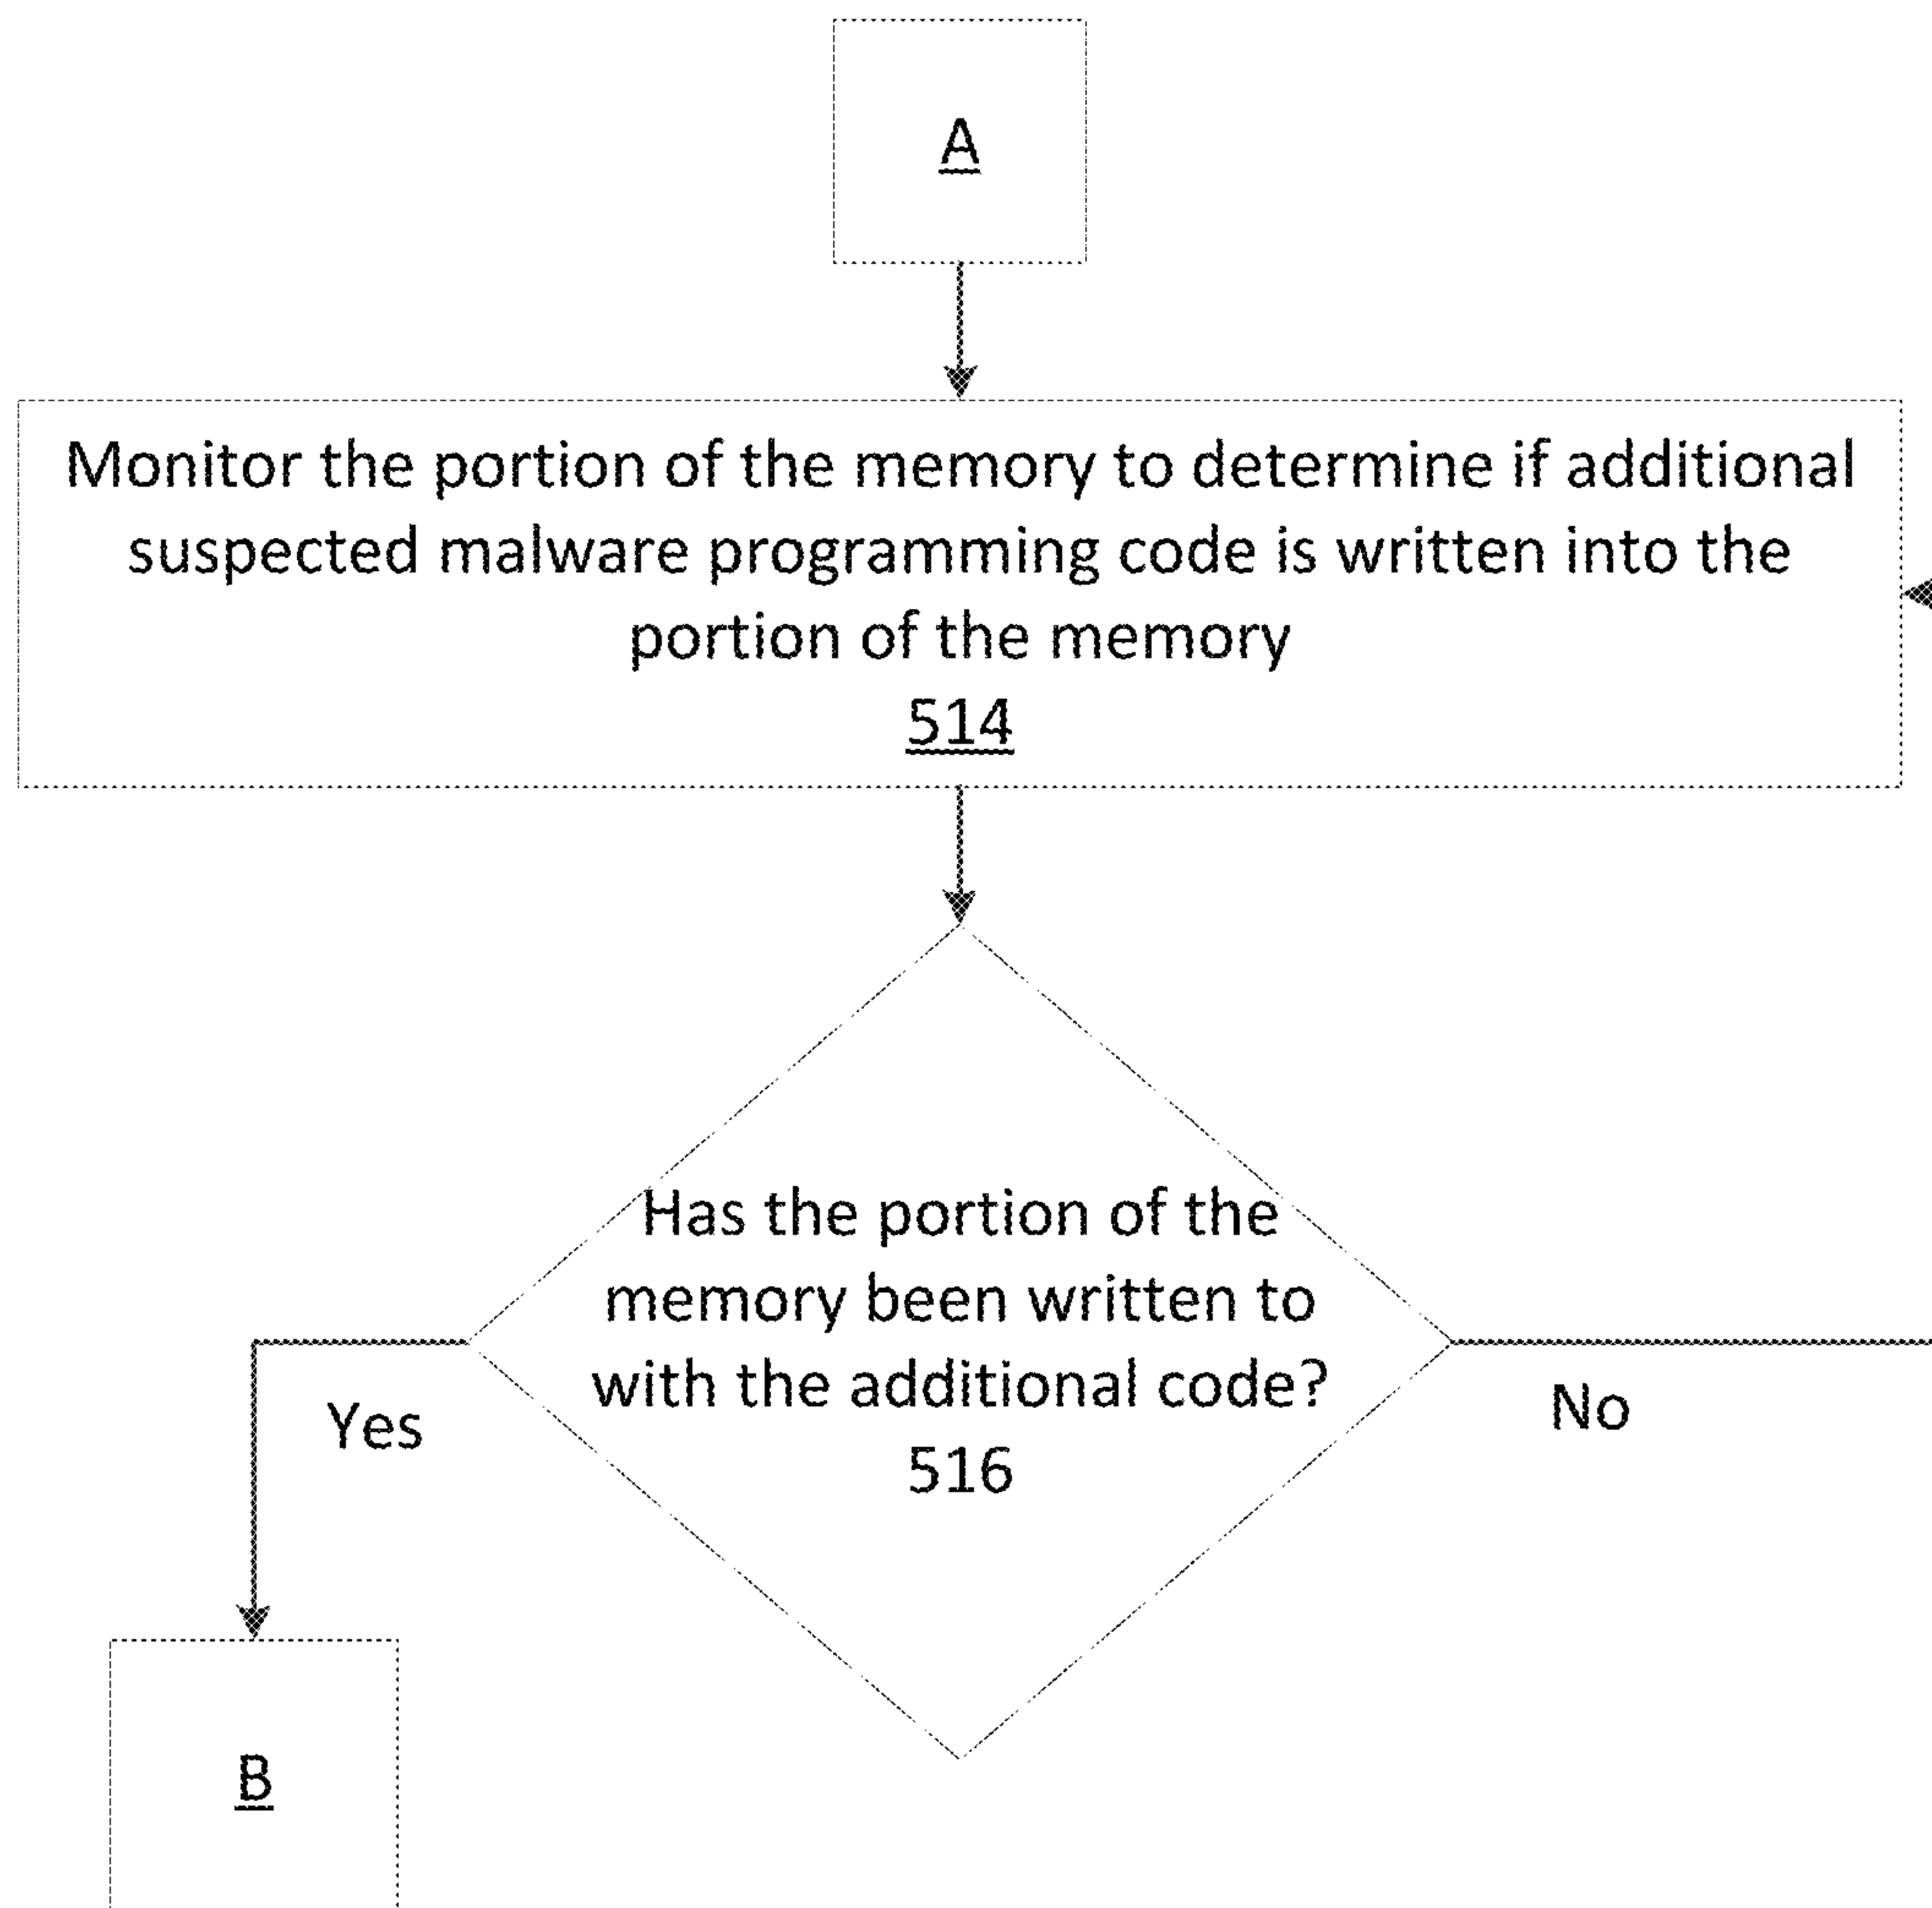 A
Monitor the portion of the memory to determine if additional
suspected malware programming code is written into the
portion of the memory
514
Has the portion of the
memory been written to
with the additional code?
516
Yes
No
B